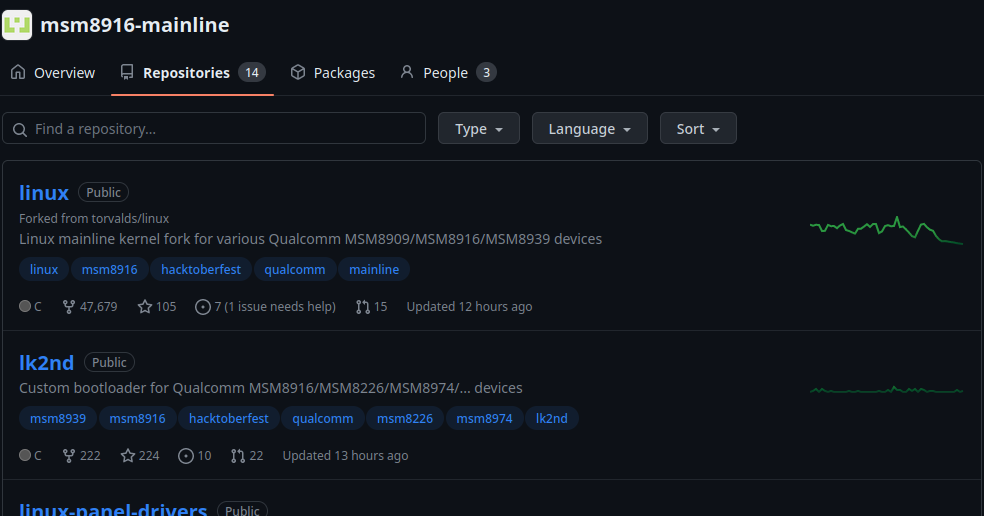 msm8916-mainline
Overview Repositories 14 Packages People 3
Find a repository... Type Language Sort
linux Public
Forked from torvalds/linux
Linux mainline kernel fork for various Qualcomm MSM8909/MSM8916/MSM8939 devices
linux msm8916 hacktoberfest qualcomm mainline
C 47,679 105 7 (1 issue needs help) 15 Updated 12 hours ago
lk2nd Public
Custom bootloader for Qualcomm MSM8916/MSM8226/MSM8974/... devices
msm8939 msm8916 hacktoberfest qualcomm msm8226 msm8974 lk2nd
C 222 224 10 22 Updated 13 hours ago
linux-panel-drivers Public